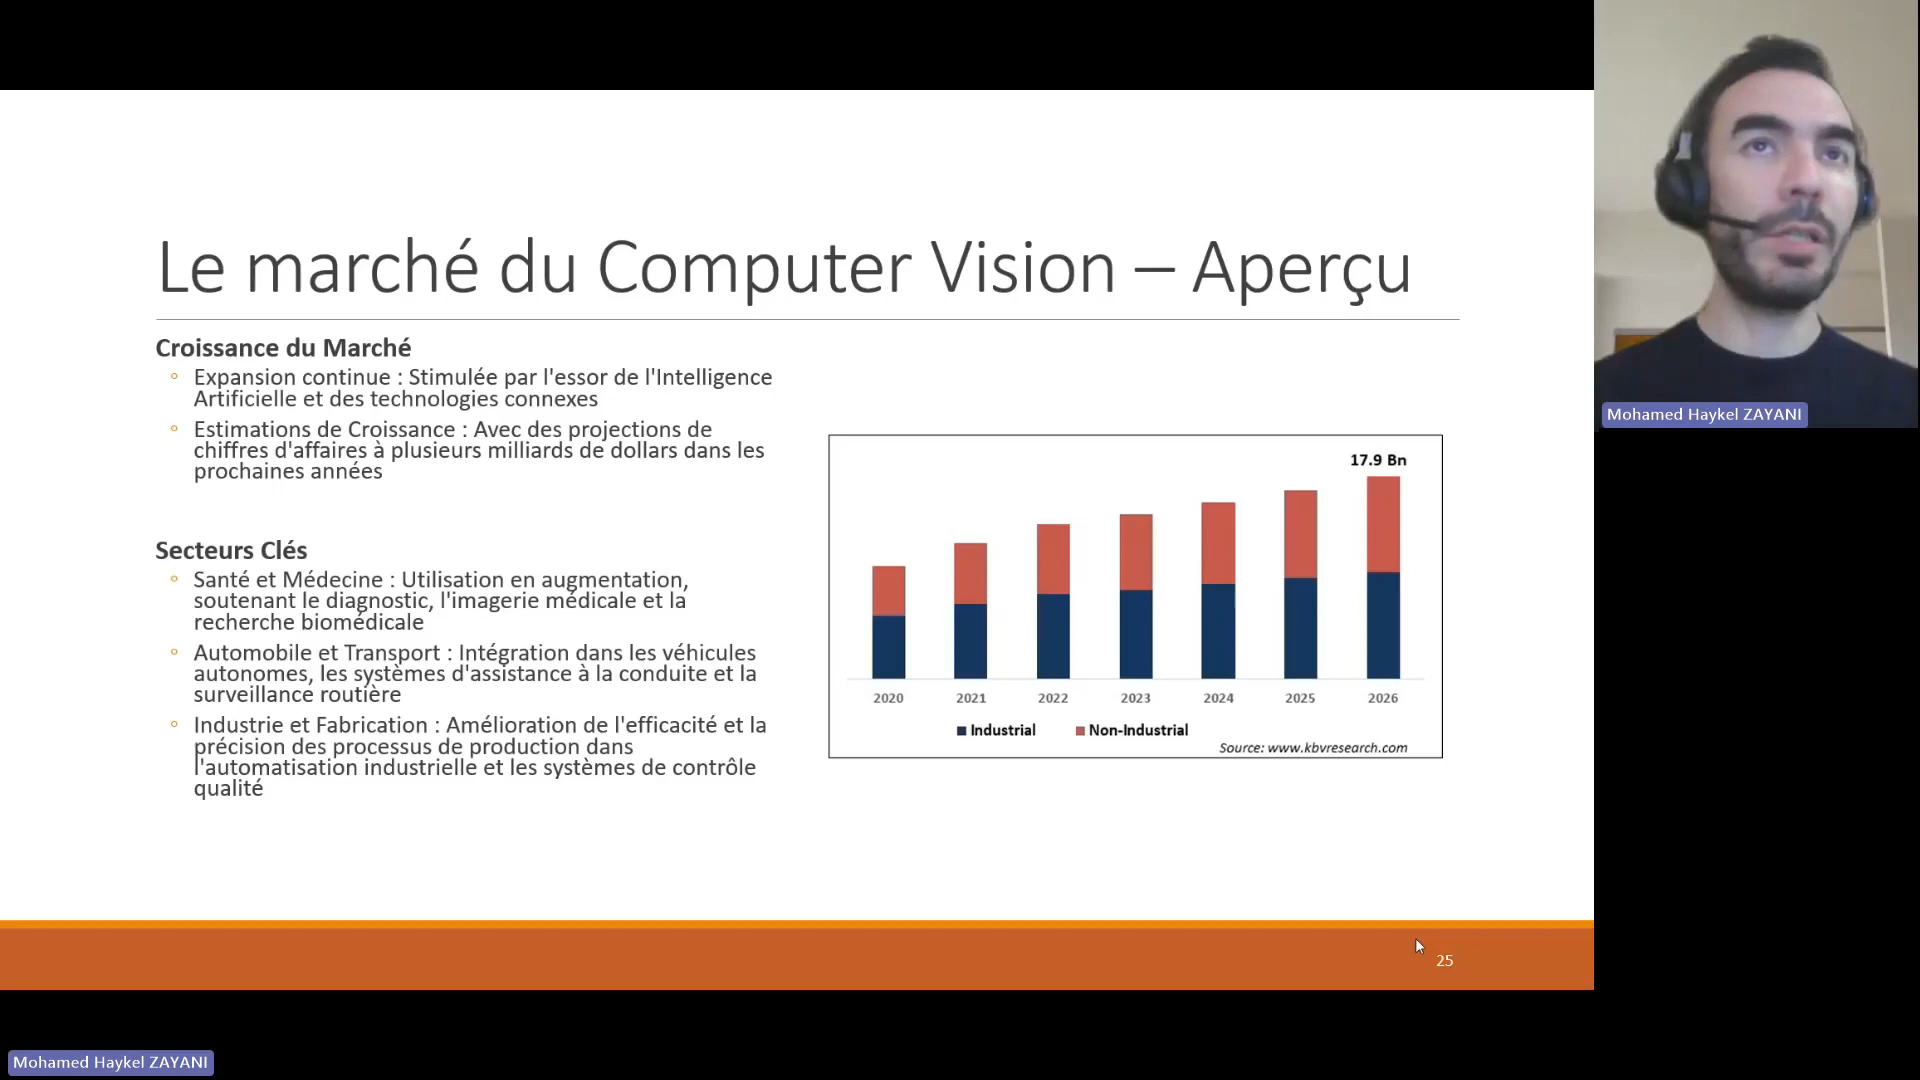 Le marché du Computer Vision – Aperçu
Croissance du Marché
Expansion continue : Stimulée par l'essor de l'Intelligence
Artificielle et des technologies connexes
Estimations de Croissance : Avec des projections de
chiffres d'affaires à plusieurs milliards de dollars dans les
prochaines années
Secteurs Clés
Santé et Médecine : Utilisation en augmentation,
soutenant le diagnostic, l'imagerie médicale et la
recherche biomédicale
Automobile et Transport : Intégration dans les véhicules
autonomes, les systèmes d'assistance à la conduite et la
surveillance routière
Industrie et Fabrication : Amélioration de l'efficacité et la
précision des processus de production dans
l'automatisation industrielle et les systèmes de contrôle
qualité
17.9 Bn
2020 2021 2022 2023 2024 2025 2026
Industrial Non-Industrial
Source: www.kbvresearch.com
25
Mohamed Haykel ZAYANI
Mohamed Haykel ZAYANI